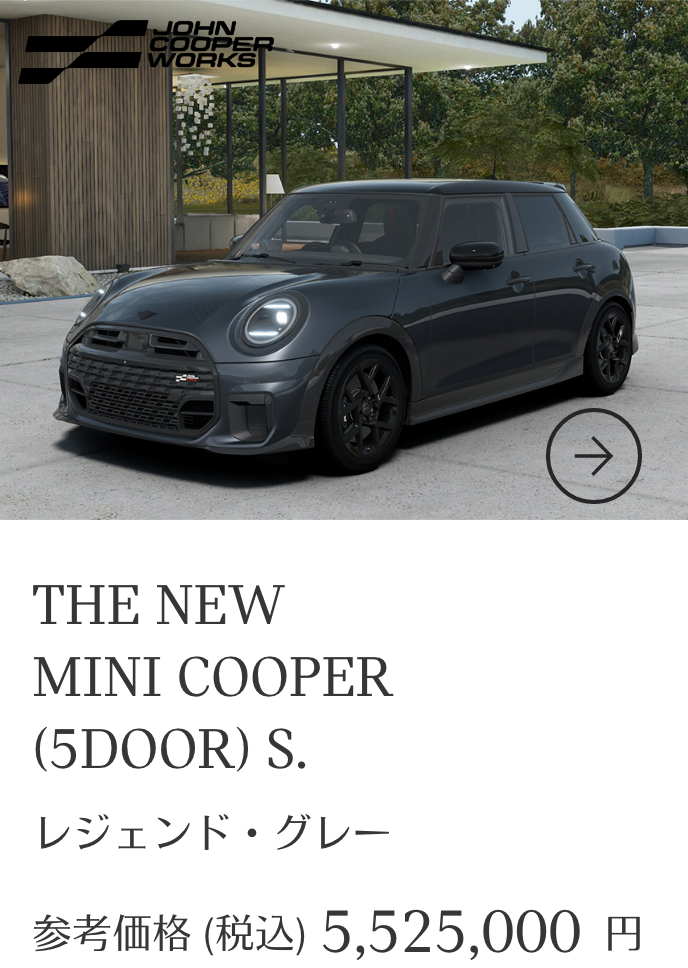 JOHN
COOPER
WORKS
THE NEW
MINI COOPER
(5DOOR) S.
レジェンド・グレー
参考価格 (税込) 5,525,000 円